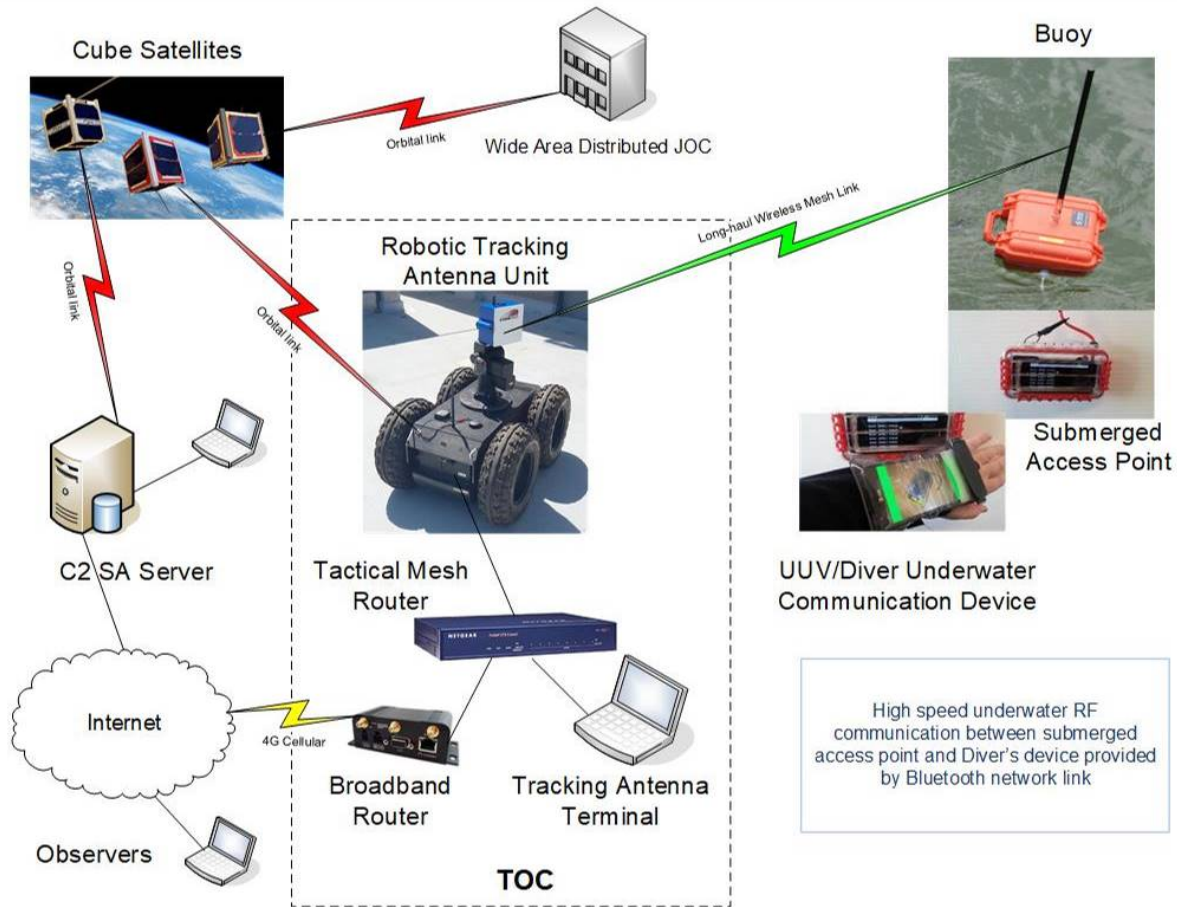 Cube Satellites
Buoy
Orbital link
Wide Area Distributed JOC
Long-haul Wireless Mesh Link
Robotic Tracking
Antenna Unit
Orbital link
Orbital link
Submerged
Access Point
C2 SA Server
Tactical Mesh
Router
UUV/Diver Underwater
Communication Device
NETGEAR
Internet
4G Cellular
High speed underwater RF
communication between submerged
access point and Diver's device provided
by Bluetooth network link
Broadband
Router
Tracking Antenna
Terminal
Observers
TOC